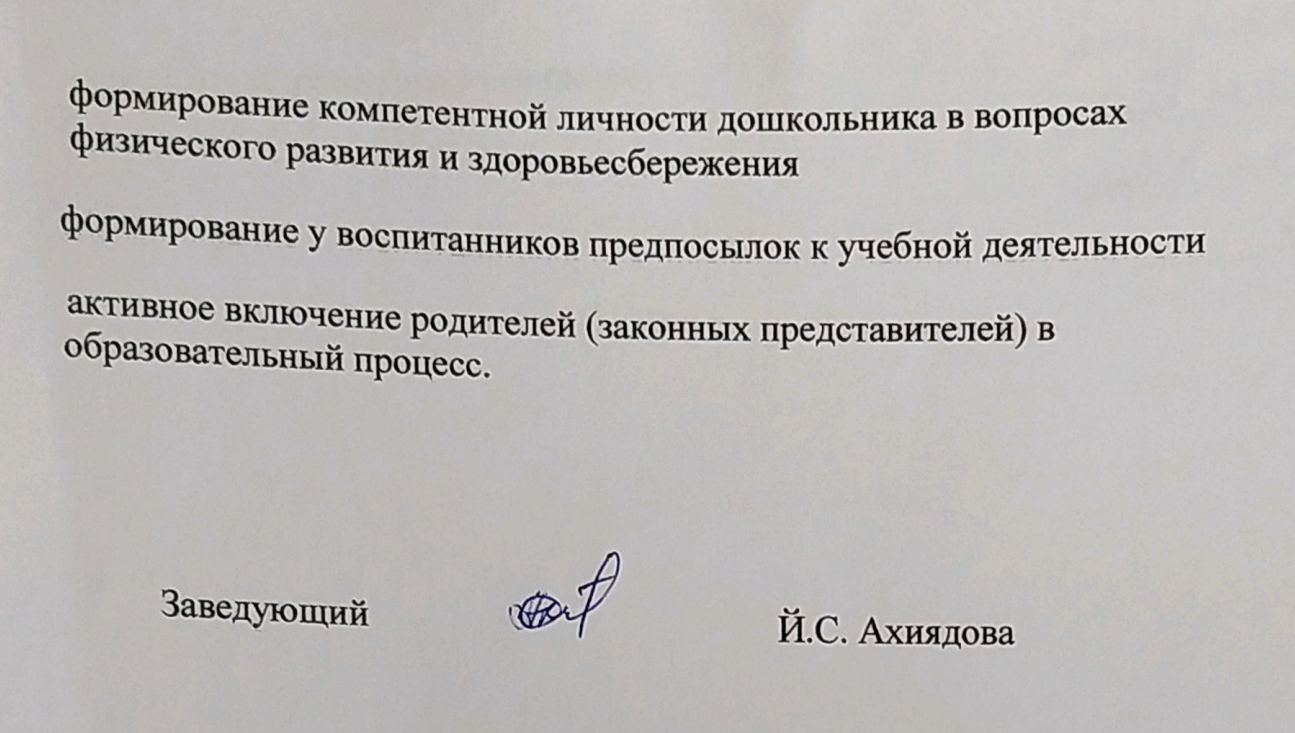 формирование компетентной личности дошкольника в вопросах
физического развития и здоровьесбережения
формирование у воспитанников предпосылок к учебной деятельности
активное включение родителей (законных представителей) в
образовательный процесс.
Заведующий Й.С. Ахиядова